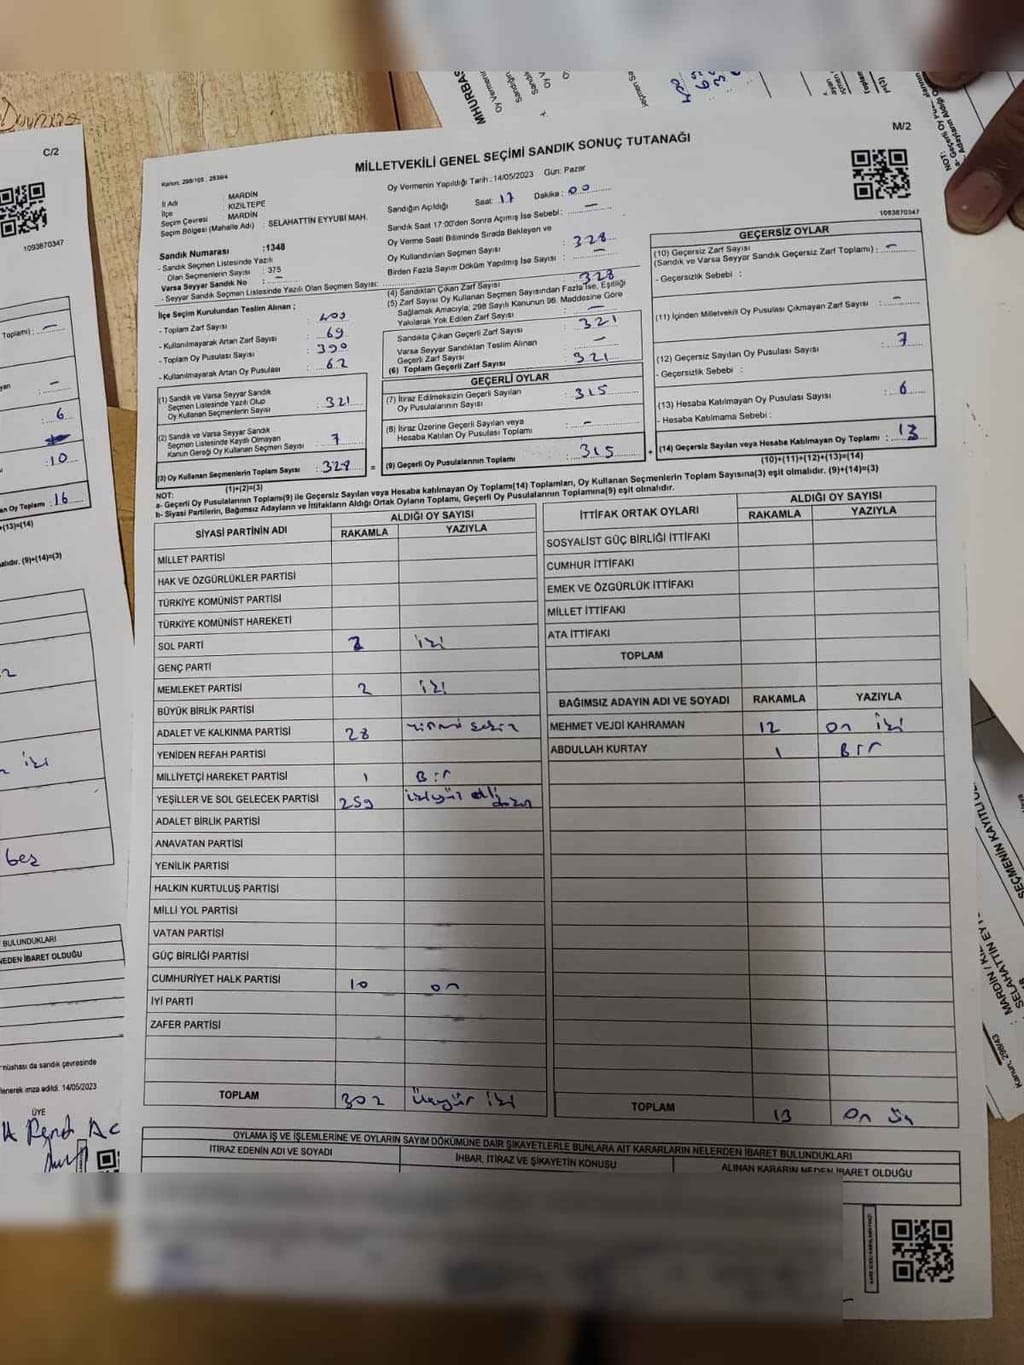 C/2
1093870347
M/2
MİLLETVEKİLİ GENEL SEÇİMİ SANDIK SONUÇ TUTANAĞI
1093870347
İl Adı : MARDİN
İlçe : KIZILTEPE
Seçim Çevresi : MARDİN
Seçim Bölgesi (Mahalle Adı) : SELAHATTİN EYYUBİ MAH.
Sandık Numarası :1348
- Sandık Seçmen Listesinde Yazılı
Olan Seçmenlerin Sayısı : 375
Varsa Seyyar Sandık No : —
- Seyyar Sandık Seçmen Listesinde Yazılı Olan Seçmen Sayısı:
Oy Vermenin Yapıldığı Tarih : 14/05/2023 Gün: Pazar
Sandığın Açıldığı Saat: 17 Dakika : 00
Sandık Saat 17:00'den Sonra Açımış İse Sebebi: —
Oy Verme Saati Bitiminde Sırada Bekleyen ve
Oy Kullandırılan Seçmen Sayısı : 328
Birden Fazla Sayım Döküm Yapılmış İse Sayısı : —
(4) Sandıktan Çıkan Zarf Sayısı : 328
(5) Zarf Sayısı Oy Kullanan Seçmen Sayısından Fazla İse, Eşitliği
Sağlamak Amacıyla, 298 Sayılı Kanunun 98. Maddesine Göre
Yakılarak Yok Edilen Zarf Sayısı : —
İlçe Seçim Kurulundan Teslim Alınan ;
- Toplam Zarf Sayısı :
- Kullanılmayarak Artan Zarf Sayısı : 69
- Toplam Oy Pusulası Sayısı : 390
- Kullanılmayarak Artan Oy Pusulası : 62
Sandıkta Çıkan Geçerli Zarf Sayısı : 321
Varsa Seyyar Sandıktan Teslim Alınan
Geçerli Zarf Sayısı : —
(6) Toplam Geçerli Zarf Sayısı : 321
(1) Sandık ve Varsa Seyyar Sandık
Seçmen Listesinde Yazılı Olup
Oy Kullanan Seçmenlerin Sayısı : 321
(2) Sandık ve Varsa Seyyar Sandık
Seçmen Listesinde Kayıtlı Olmayan
Kanun Gereği Oy Kullanan Seçmen Sayısı : 7
(3) Oy Kullanan Seçmenlerin Toplam Sayısı : 328
(1)+(2)=(3)
GEÇERLİ OYLAR
(7) İtiraz Edilmeksizin Geçerli Sayılan
Oy Pusulalarının Sayısı : 315
(8) İtiraz Üzerine Geçerli Sayılan veya
Hesaba Katılan Oy Pusulası Toplamı : —
(9) Geçerli Oy Pusulalarının Toplamı : 315
GEÇERSİZ OYLAR
(10) Geçersiz Zarf Sayısı
(Sandık ve Varsa Seyyar Sandık Geçersiz Zarf Toplamı) : —
- Geçersizlik Sebebi :
(11) İçinden Milletvekili Oy Pusulası Çıkmayan Zarf Sayısı : —
(12) Geçersiz Sayılan Oy Pusulası Sayısı : 7
- Geçersizlik Sebebi :
(13) Hesaba Katılmayan Oy Pusulası Sayısı : 6
- Hesaba Katılmama Sebebi :
(14) Geçersiz Sayılan veya Hesaba Katılmayan Oy Toplamı : 13
(10)+(11)+(12)+(13)=(14)
NOT:
a- Geçerli Oy Pusulalarının Toplamı(9) ile Geçersiz Sayılan veya Hesaba katılmayan Oy Toplamı(14) Toplamları, Oy Kullanan Seçmenlerin Toplam Sayısına(3) eşit olmalıdır. (9)+(14)=(3)
b- Siyasi Partilerin, Bağımsız Adayların ve İttifakların Aldığı Ortak Oyların Toplamı, Geçerli Oy Pusulalarının Toplamına(9) eşit olmalıdır.
SİYASİ PARTİNİN ADI ALDIĞI OY SAYISI
RAKAMLA YAZIYLA
MİLLET PARTİSİ
HAK VE ÖZGÜRLÜKLER PARTİSİ
TÜRKİYE KOMÜNİST PARTİSİ
TÜRKİYE KOMÜNİST HAREKETİ
SOL PARTİ 2 iki
GENÇ PARTİ
MEMLEKET PARTİSİ 2 iki
BÜYÜK BİRLİK PARTİSİ
ADALET VE KALKINMA PARTİSİ 28 yirmi sekiz
YENİDEN REFAH PARTİSİ
MİLLİYETÇİ HAREKET PARTİSİ 1 Bir
YEŞİLLER VE SOL GELECEK PARTİSİ 259 ikiyüz elli dokuz
ADALET BİRLİK PARTİSİ
ANAVATAN PARTİSİ
YENİLİK PARTİSİ
HALKIN KURTULUŞ PARTİSİ
MİLLİ YOL PARTİSİ
VATAN PARTİSİ
GÜÇ BİRLİĞİ PARTİSİ
CUMHURİYET HALK PARTİSİ 10 on
İYİ PARTİ
ZAFER PARTİSİ
TOPLAM 302 üçyüz iki
İTTİFAK ORTAK OYLARI ALDIĞI OY SAYISI
RAKAMLA YAZIYLA
SOSYALİST GÜÇ BİRLİĞİ İTTİFAKI
CUMHUR İTTİFAKI
EMEK VE ÖZGÜRLÜK İTTİFAKI
MİLLET İTTİFAKI
ATA İTTİFAKI
TOPLAM
BAĞIMSIZ ADAYIN ADI VE SOYADI RAKAMLA YAZIYLA
MEHMET VEJDİ KAHRAMAN 12 on iki
ABDULLAH KURTAY 1 Bir
TOPLAM 13 on üç
OYLAMA İŞ VE İŞLEMLERİNE VE OYLARIN SAYIM DÖKÜMÜNE DAİR ŞİKAYETLERLE BUNLARA AİT KARARLARIN NELERDEN İBARET BULUNDUKLARI
İTİRAZ EDENİN ADI VE SOYADI İHBAR, İTİRAZ VE ŞİKAYETİN KONUSU ALINAN KARARIN NEDEN İBARET OLDUĞU
Toplamı) : —
6
10
Oy Toplamı : 16
+(13)=(14)
(9)+(14)=(3)
iki
beş
BULUNDUKLARI
NEDEN İBARET OLDUĞU
nüshası da sandık çevresinde
imza edildi. 14/05/2023
ÜYE